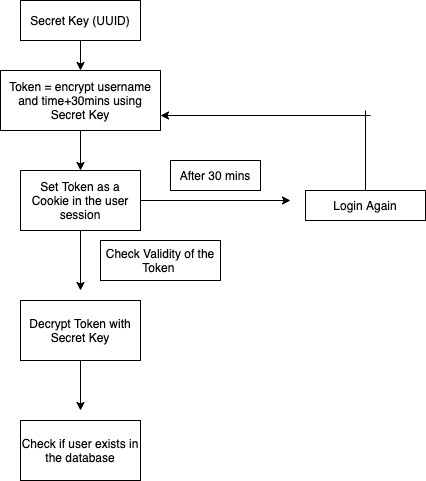 Secret Key (UUID)
Token = encrypt username
and time+30mins using
Secret Key
After 30 mins
Set Token as a
Cookie in the user
session
Login Again
Check Validity of the
Token
Decrypt Token with
Secret Key
Check if user exists in
the database